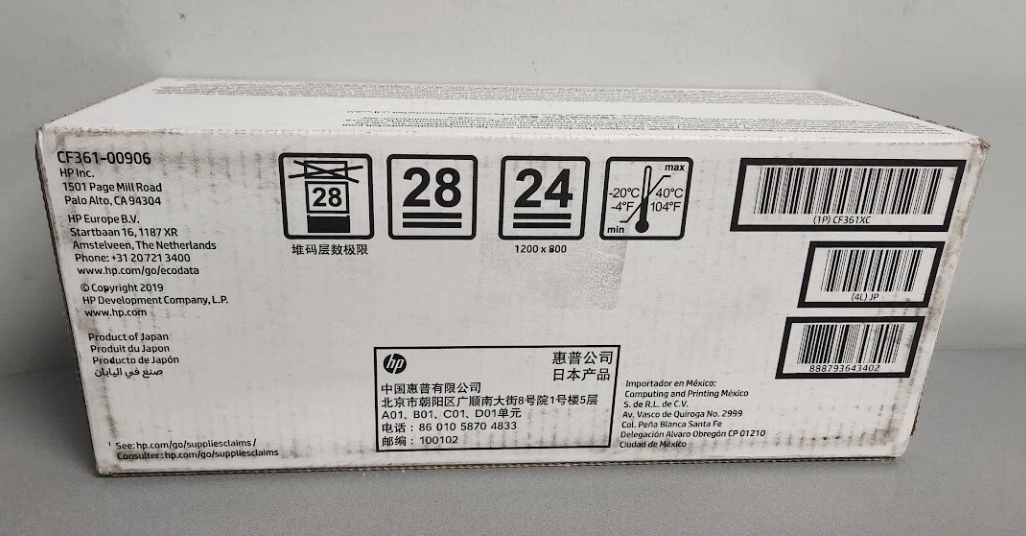 CF361-00906
HP Inc.
1501 Page Mill Road
Palo Alto, CA 94304
HP Europe B.V.
Startbaan 16, 1187 XR
Amstelveen, The Netherlands
Phone: +31 20 721 3400
www.hp.com/go/ecodata
© Copyright 2019
HP Development Company, L.P.
www.hp.com
Product of Japan
Produit du Japon
Producto de Japón
صنع في اليابان
¹ See: hp.com/go/suppliesclaims /
Consulter: hp.com/go/suppliesclaims
28
堆码层数极限
28
24
1200 x 800
max
-20°C 40°C
-4°F 104°F
min
(1P) CF361XC
(4L) JP
888793643402
hp
惠普公司
日本产品
中国惠普有限公司
北京市朝阳区广顺南大街8号院1号楼5层
A01、B01、C01、D01单元
电话：86 010 5870 4833
邮编：100102
Importador en México:
Computing and Printing México
S. de R.L. de C.V.
Av. Vasco de Quiroga No. 2999
Col. Peña Blanca Santa Fe
Delegación Alvaro Obregón CP 01210
Ciudad de México